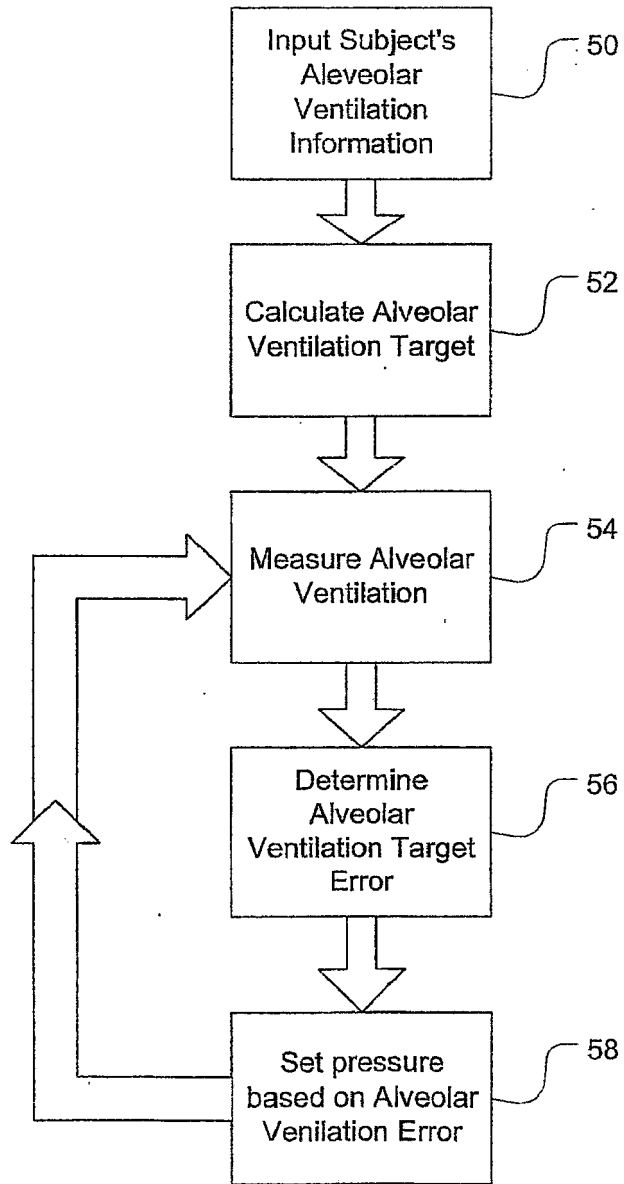 Input Subject's
Aleveolar
Ventilation
Information
50
Calculate Alveolar
Ventilation Target
52
Measure Alveolar
Ventilation
54
Determine
Alveolar
Ventilation Target
Error
56
Set pressure
based on Alveolar
Venilation Error
58